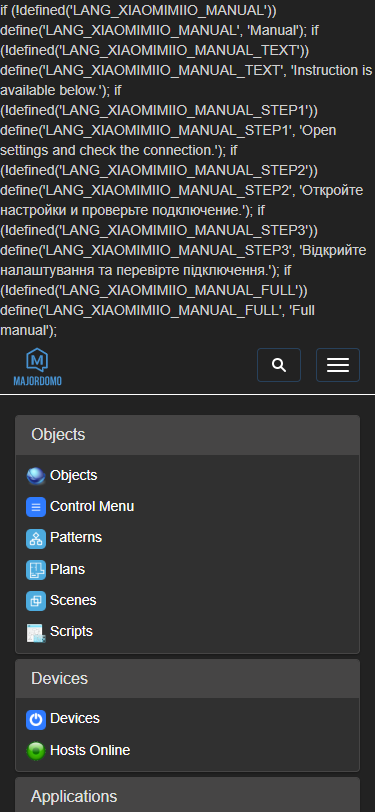 if (!defined('LANG_XIAOMIMIIO_MANUAL'))
define('LANG_XIAOMIMIIO_MANUAL', 'Manual'); if
(!defined('LANG_XIAOMIMIIO_MANUAL_TEXT'))
define('LANG_XIAOMIMIIO_MANUAL_TEXT', 'Instruction is
available below.'); if
(!defined('LANG_XIAOMIMIIO_MANUAL_STEP1'))
define('LANG_XIAOMIMIIO_MANUAL_STEP1', 'Open
settings and check the connection.'); if
(!defined('LANG_XIAOMIMIIO_MANUAL_STEP2'))
define('LANG_XIAOMIMIIO_MANUAL_STEP2', 'Откройте
настройки и проверьте подключение.'); if
(!defined('LANG_XIAOMIMIIO_MANUAL_STEP3'))
define('LANG_XIAOMIMIIO_MANUAL_STEP3', 'Відкрийте
налаштування та перевірте підключення.'); if
(!defined('LANG_XIAOMIMIIO_MANUAL_FULL'))
define('LANG_XIAOMIMIIO_MANUAL_FULL', 'Full
manual');
MAJORDOMO
Objects
Objects
Control Menu
Patterns
Plans
Scenes
Scripts
Devices
Devices
Hosts Online
Applications